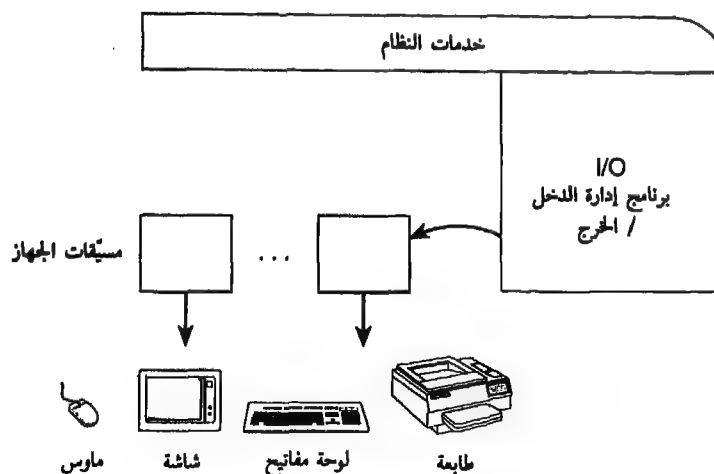 خدمات النظام
I/O
برنامج إدارة الدخل
/ الخرج
مسيّقات الجهاز
...
ماوس
شاشة
لوحة مفاتيح
طابعة